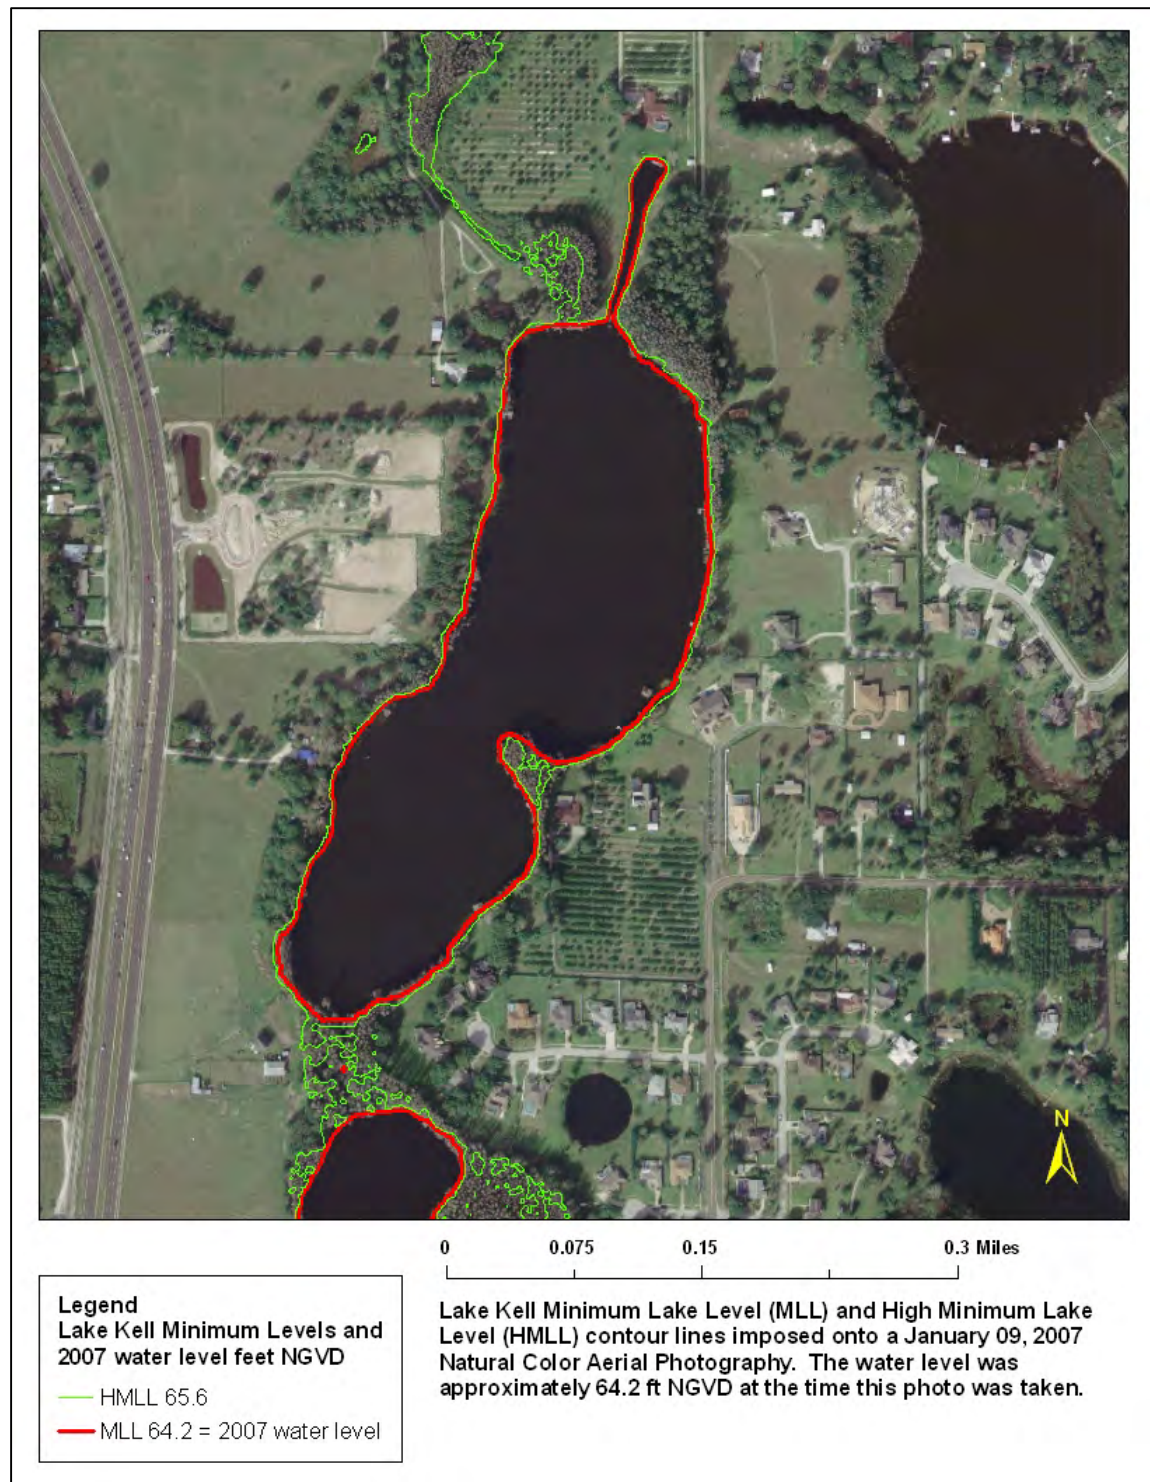 N
0 0.075 0.15 0.3 Miles
Legend
Lake Kell Minimum Levels and
2007 water level feet NGVD
HMLL 65.6
MLL 64.2 = 2007 water level
Lake Kell Minimum Lake Level (MLL) and High Minimum Lake
Level (HMLL) contour lines imposed onto a January 09, 2007
Natural Color Aerial Photography. The water level was
approximately 64.2 ft NGVD at the time this photo was taken.